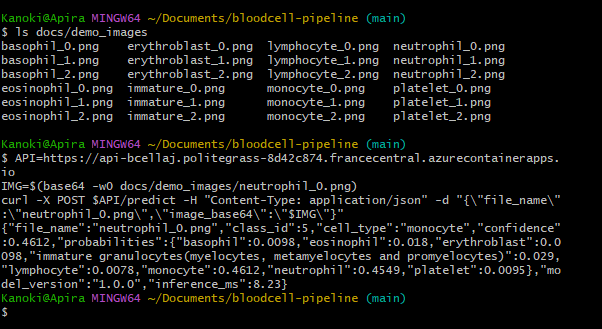 Kanoki@Apira MINGW64 ~/Documents/bloodcell-pipeline (main)
$ ls docs/demo_images
basophil_0.png    erythroblast_0.png  lymphocyte_0.png  neutrophil_0.png
basophil_1.png    erythroblast_1.png  lymphocyte_1.png  neutrophil_1.png
basophil_2.png    erythroblast_2.png  lymphocyte_2.png  neutrophil_2.png
eosinophil_0.png  immature_0.png      monocyte_0.png    platelet_0.png
eosinophil_1.png  immature_1.png      monocyte_1.png    platelet_1.png
eosinophil_2.png  immature_2.png      monocyte_2.png    platelet_2.png
Kanoki@Apira MINGW64 ~/Documents/bloodcell-pipeline (main)
$ API=https://api-bcellaj.politegrass-8d42c874.francecentral.azurecontainerapps.
io
IMG=$(base64 -w0 docs/demo_images/neutrophil_0.png)
curl -X POST $API/predict -H "Content-Type: application/json" -d "{\"file_name\"
:\"neutrophil_0.png\",\"image_base64\":\"$IMG\"}"
{"file_name":"neutrophil_0.png","class_id":5,"cell_type":"monocyte","confidence"
:0.4612,"probabilities":{"basophil":0.0098,"eosinophil":0.018,"erythroblast":0.0
098,"immature granulocytes(myelocytes, metamyelocytes and promyelocytes)":0.029,
"lymphocyte":0.0078,"monocyte":0.4612,"neutrophil":0.4549,"platelet":0.0095},"mo
del_version":"1.0.0","inference_ms":8.23}
Kanoki@Apira MINGW64 ~/Documents/bloodcell-pipeline (main)
$